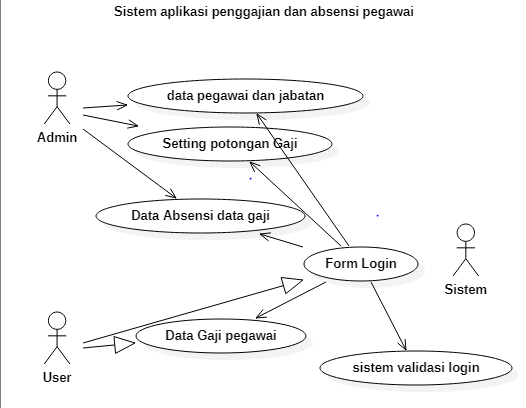 Sistem aplikasi penggajian dan absensi pegawai
data pegawai dan jabatan
Admin
Setting potongan Gaji
Data Absensi data gaji
Form Login
Sistem
Data Gaji pegawai
User
sistem validasi login